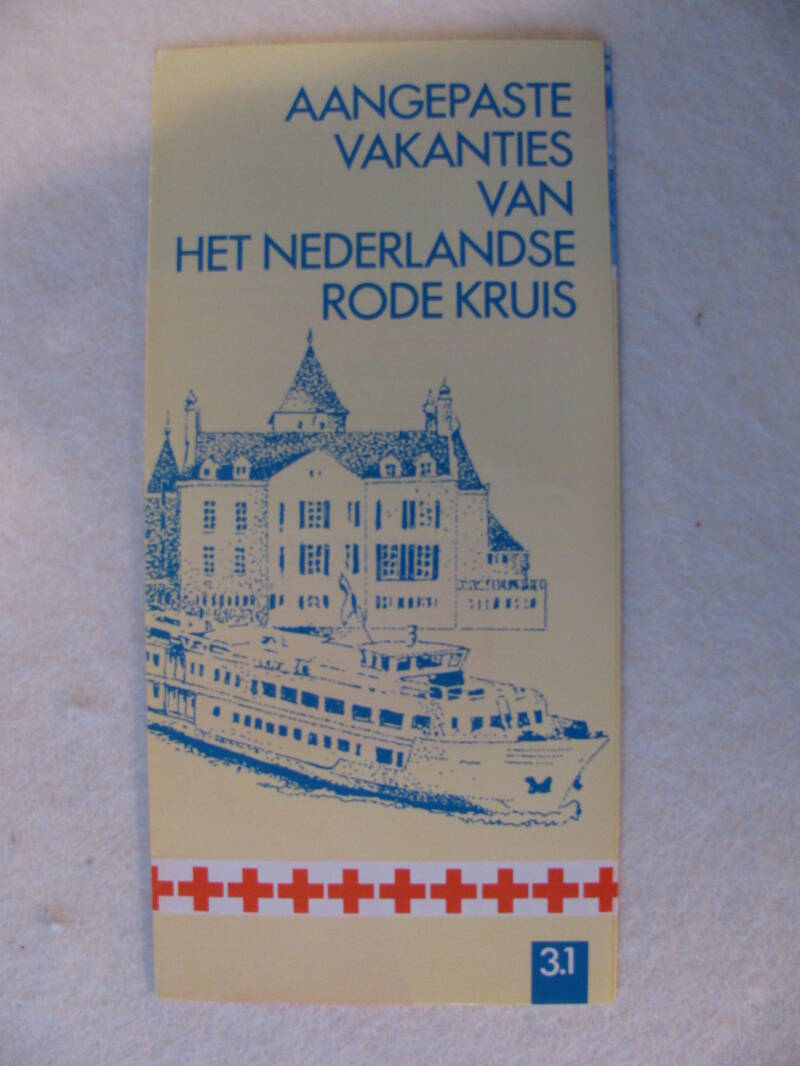 AANGEPASTE
VAKANTIES
VAN
HET NEDERLANDSE
RODE KRUIS
3.1